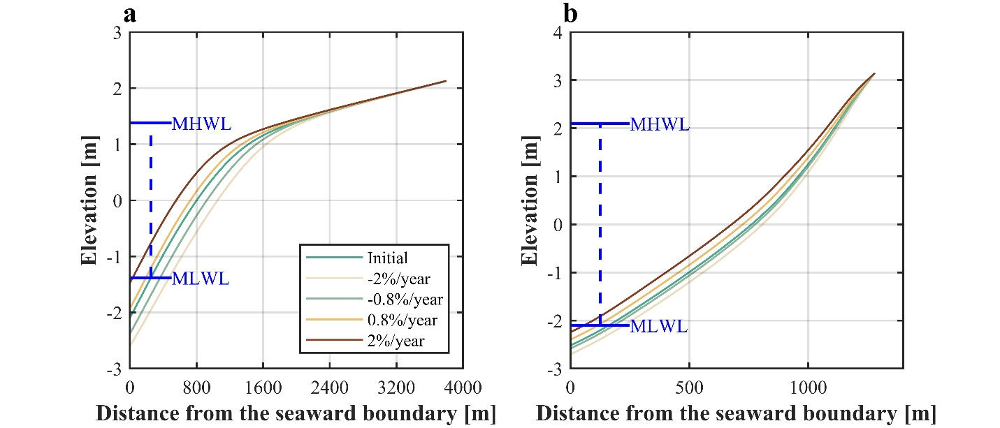 a
3
2
1
0
-1
-2
-3
Elevation [m]
MHWL
MLWL
Initial
-2%/year
-0.8%/year
0.8%/year
2%/year
0 800 1600 2400 3200 4000
Distance from the seaward boundary [m]
b
4
3
2
1
0
-1
-2
-3
Elevation [m]
MHWL
MLWL
0 500 1000
Distance from the seaward boundary [m]